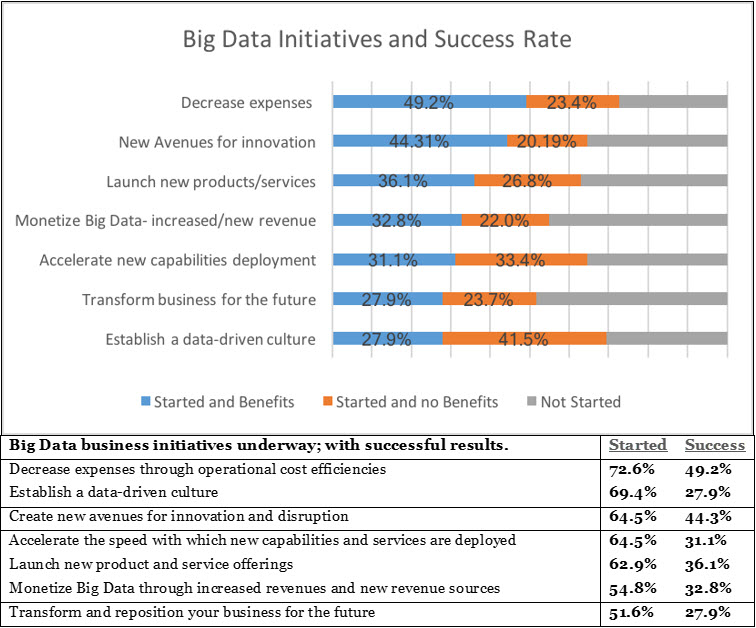 Big Data Initiatives and Success Rate
Decrease expenses 49.2% 23.4%
New Avenues for innovation 44.31% 20.19%
Launch new products/services 36.1% 26.8%
Monetize Big Data- increased/new revenue 32.8% 22.0%
Accelerate new capabilities deployment 31.1% 33.4%
Transform business for the future 27.9% 23.7%
Establish a data-driven culture 27.9% 41.5%
Started and Benefits Started and no Benefits Not Started
Big Data business initiatives underway; with successful results. Started Success
Decrease expenses through operational cost efficiencies 72.6% 49.2%
Establish a data-driven culture 69.4% 27.9%
Create new avenues for innovation and disruption 64.5% 44.3%
Accelerate the speed with which new capabilities and services are deployed 64.5% 31.1%
Launch new product and service offerings 62.9% 36.1%
Monetize Big Data through increased revenues and new revenue sources 54.8% 32.8%
Transform and reposition your business for the future 51.6% 27.9%